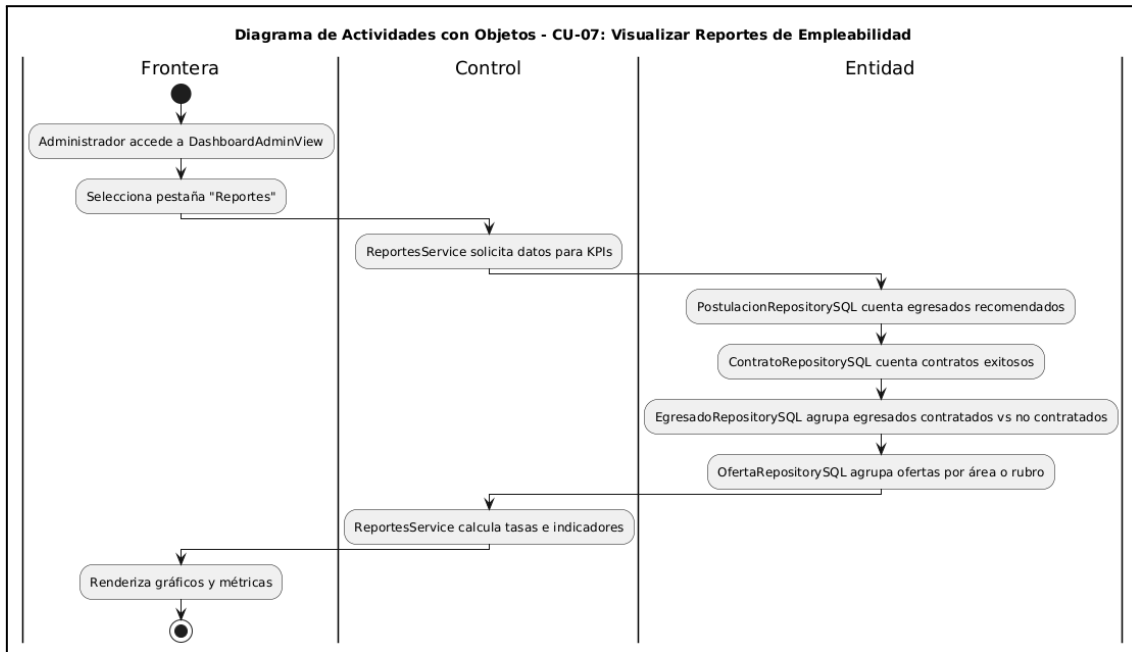 Diagrama de Actividades con Objetos - CU-07: Visualizar Reportes de Empleabilidad
Frontera
Control
Entidad
Administrador accede a DashboardAdminView
Selecciona pestaña "Reportes"
ReportesService solicita datos para KPIs
PostulacionRepositorySQL cuenta egresados recomendados
ContratoRepositorySQL cuenta contratos exitosos
EgresadoRepositorySQL agrupa egresados contratados vs no contratados
OfertaRepositorySQL agrupa ofertas por área o rubro
ReportesService calcula tasas e indicadores
Renderiza gráficos y métricas